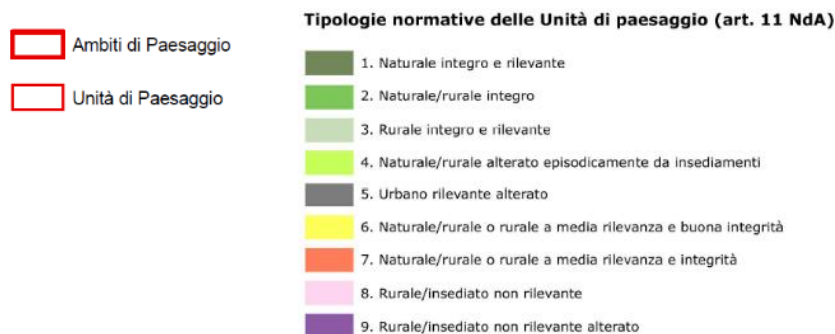 Ambiti di Paesaggio
Unità di Paesaggio
Tipologie normative delle Unità di paesaggio (art. 11 NdA)
1. Naturale integro e rilevante
2. Naturale/rurale integro
3. Rurale integro e rilevante
4. Naturale/rurale alterato episodicamente da insediamenti
5. Urbano rilevante alterato
6. Naturale/rurale o rurale a media rilevanza e buona integrità
7. Naturale/rurale o rurale a media rilevanza e integrità
8. Rurale/insediato non rilevante
9. Rurale/insediato non rilevante alterato